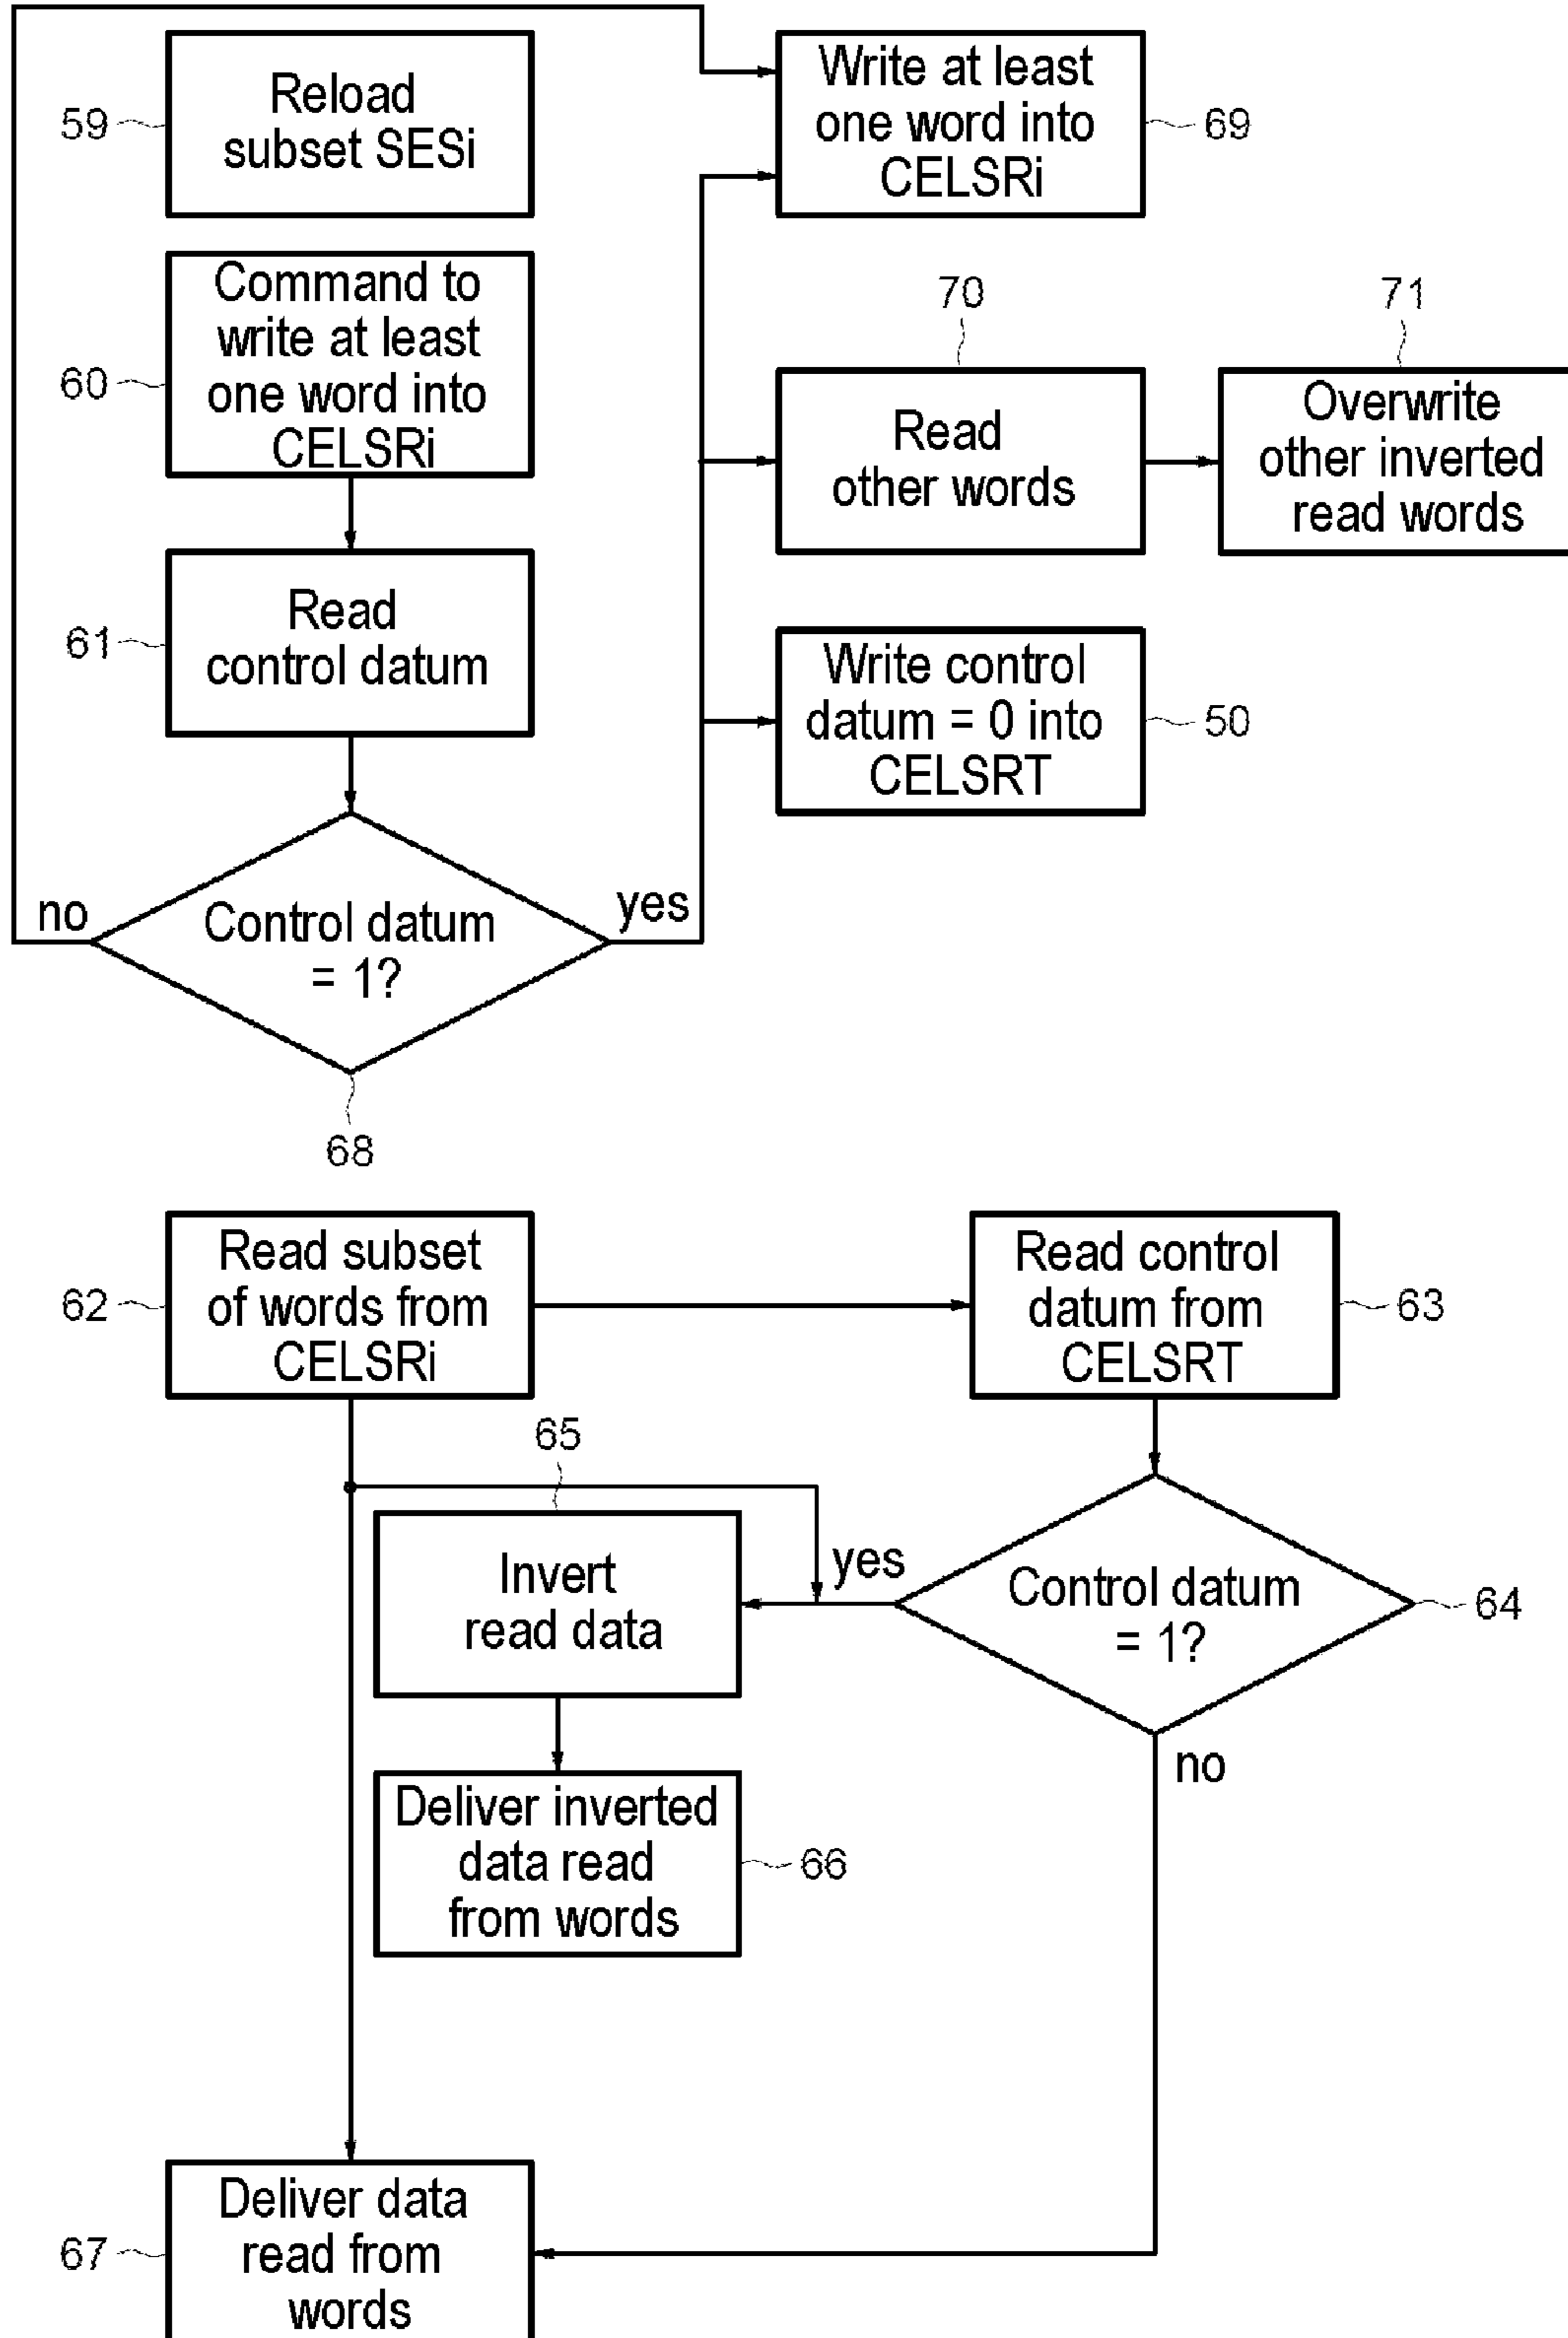 Reload
subset SESi
59
Write at least
one word into
CELSRi
69
Command to
write at least
one word into
CELSRi
60
70
Read
other words
71
Overwrite
other inverted
read words
Read
control datum
61
Write control
datum = 0 into
CELSRT
50
no
Control datum
= 1?
yes
68
Read subset
of words from
CELSRi
62
Read control
datum from
CELSRT
63
65
Invert
read data
yes
Control datum
= 1?
64
no
Deliver inverted
data read
from words
66
Deliver data
read from
words
67